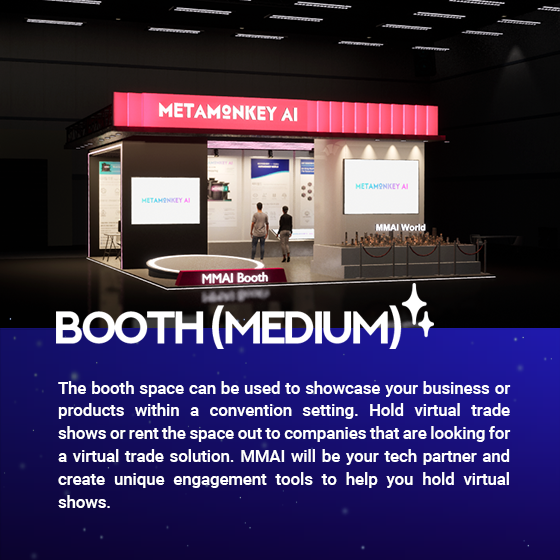 METAMONKEY AI
METAMONKEY AI
METAMONKEY AI
MMAI World
MMAI Booth
BOOTH (MEDIUM)
The booth space can be used to showcase your business or
products within a convention setting. Hold virtual trade
shows or rent the space out to companies that are looking for
a virtual trade solution. MMAI will be your tech partner and
create unique engagement tools to help you hold virtual
shows.